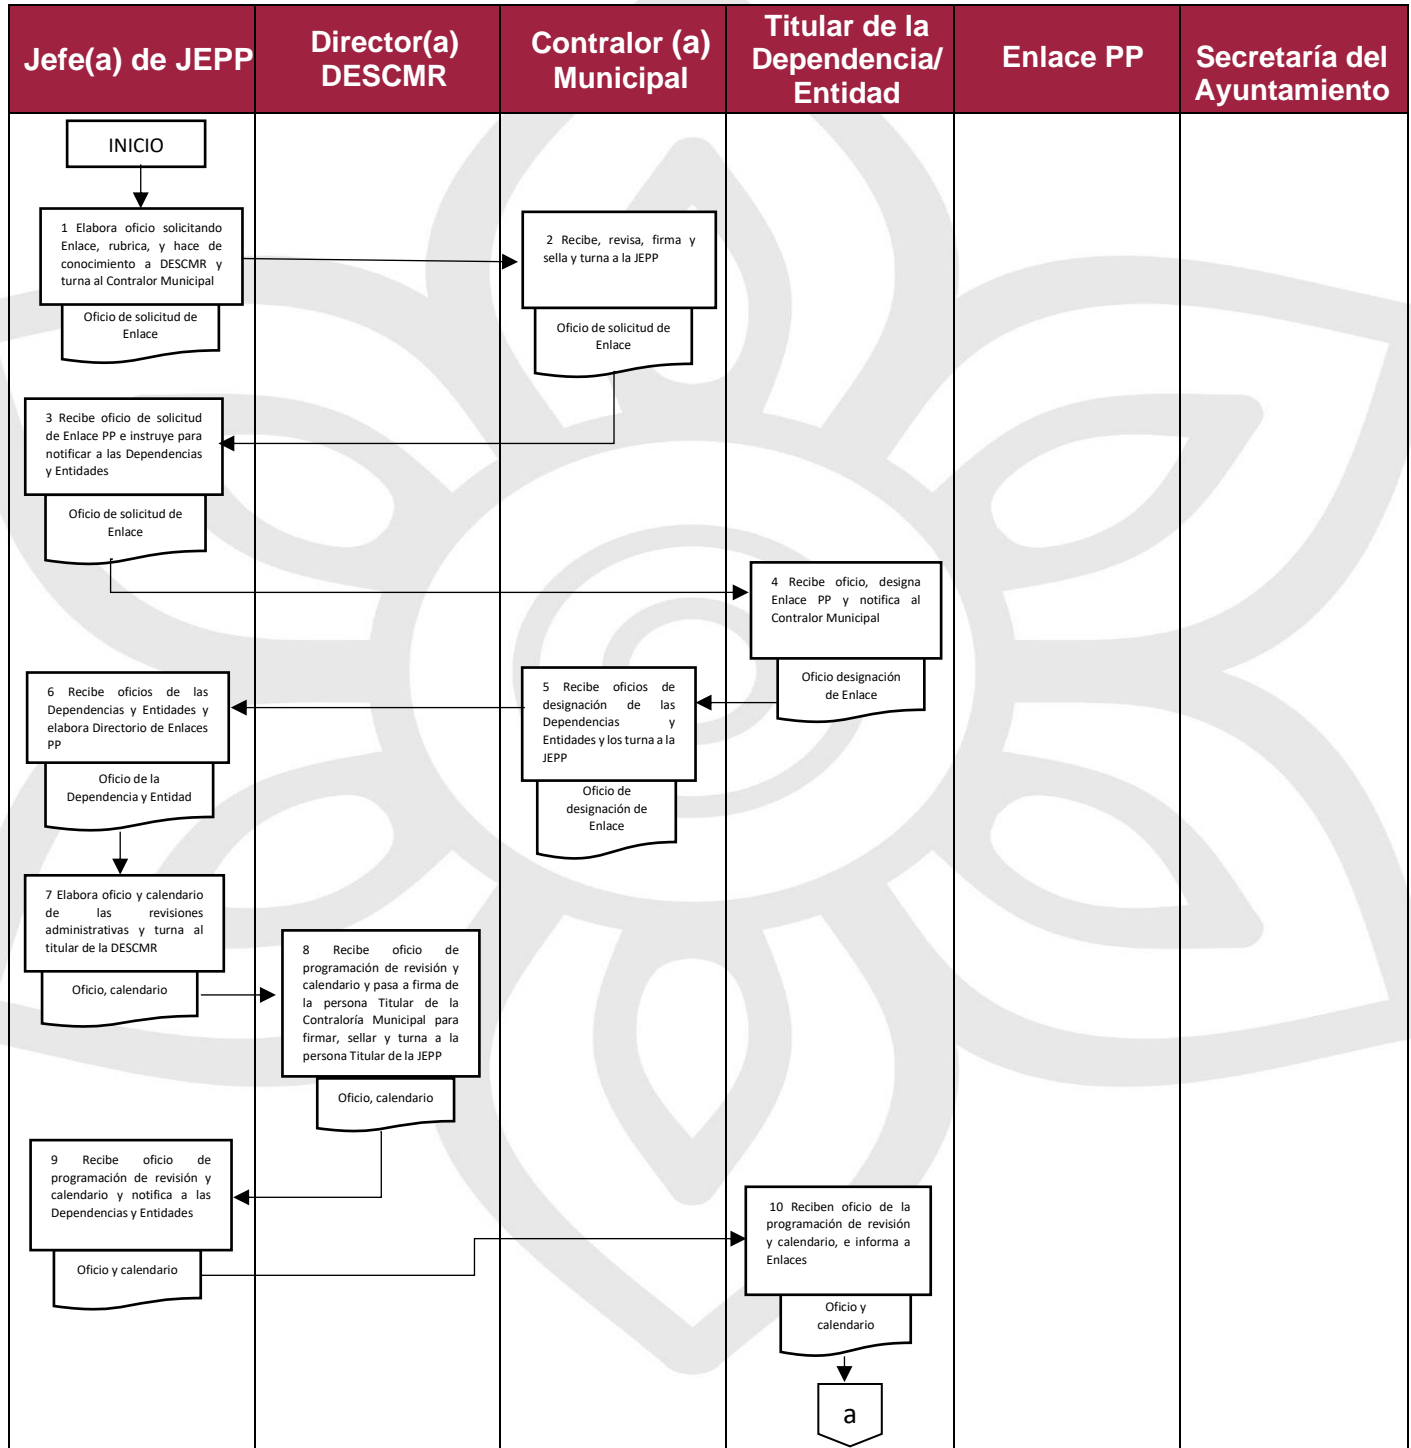 Jefe(a) de JEPP
Director(a)
DESCMR
Contralor (a)
Municipal
Titular de la
Dependencia/
Entidad
Enlace PP
Secretaría del
Ayuntamiento
INICIO
1 Elabora oficio solicitando
Enlace, rubrica, y hace de
conocimiento a DESCMR y
turna al Contralor Municipal
Oficio de solicitud de
Enlace
2 Recibe, revisa, firma y
sella y turna a la JEPP
Oficio de solicitud de
Enlace
3 Recibe oficio de solicitud
de Enlace PP e instruye para
notificar a las Dependencias
y Entidades
Oficio de solicitud de
Enlace
4 Recibe oficio, designa
Enlace PP y notifica al
Contralor Municipal
Oficio designación
de Enlace
5 Recibe oficios de
designación de las
Dependencias y
Entidades y los turna a la
JEPP
Oficio de
designación de
Enlace
6 Recibe oficios de las
Dependencias y Entidades y
elabora Directorio de Enlaces
PP
Oficio de la
Dependencia y Entidad
7 Elabora oficio y calendario
de las revisiones
administrativas y turna al
titular de la DESCMR
Oficio, calendario
8 Recibe oficio de
programación de revisión y
calendario y pasa a firma de
la persona Titular de la
Contraloría Municipal para
firmar, sellar y turna a la
persona Titular de la JEPP
Oficio, calendario
9 Recibe oficio de
programación de revisión y
calendario y notifica a las
Dependencias y Entidades
Oficio y calendario
10 Reciben oficio de la
programación de revisión
y calendario, e informa a
Enlaces
Oficio y
calendario
a